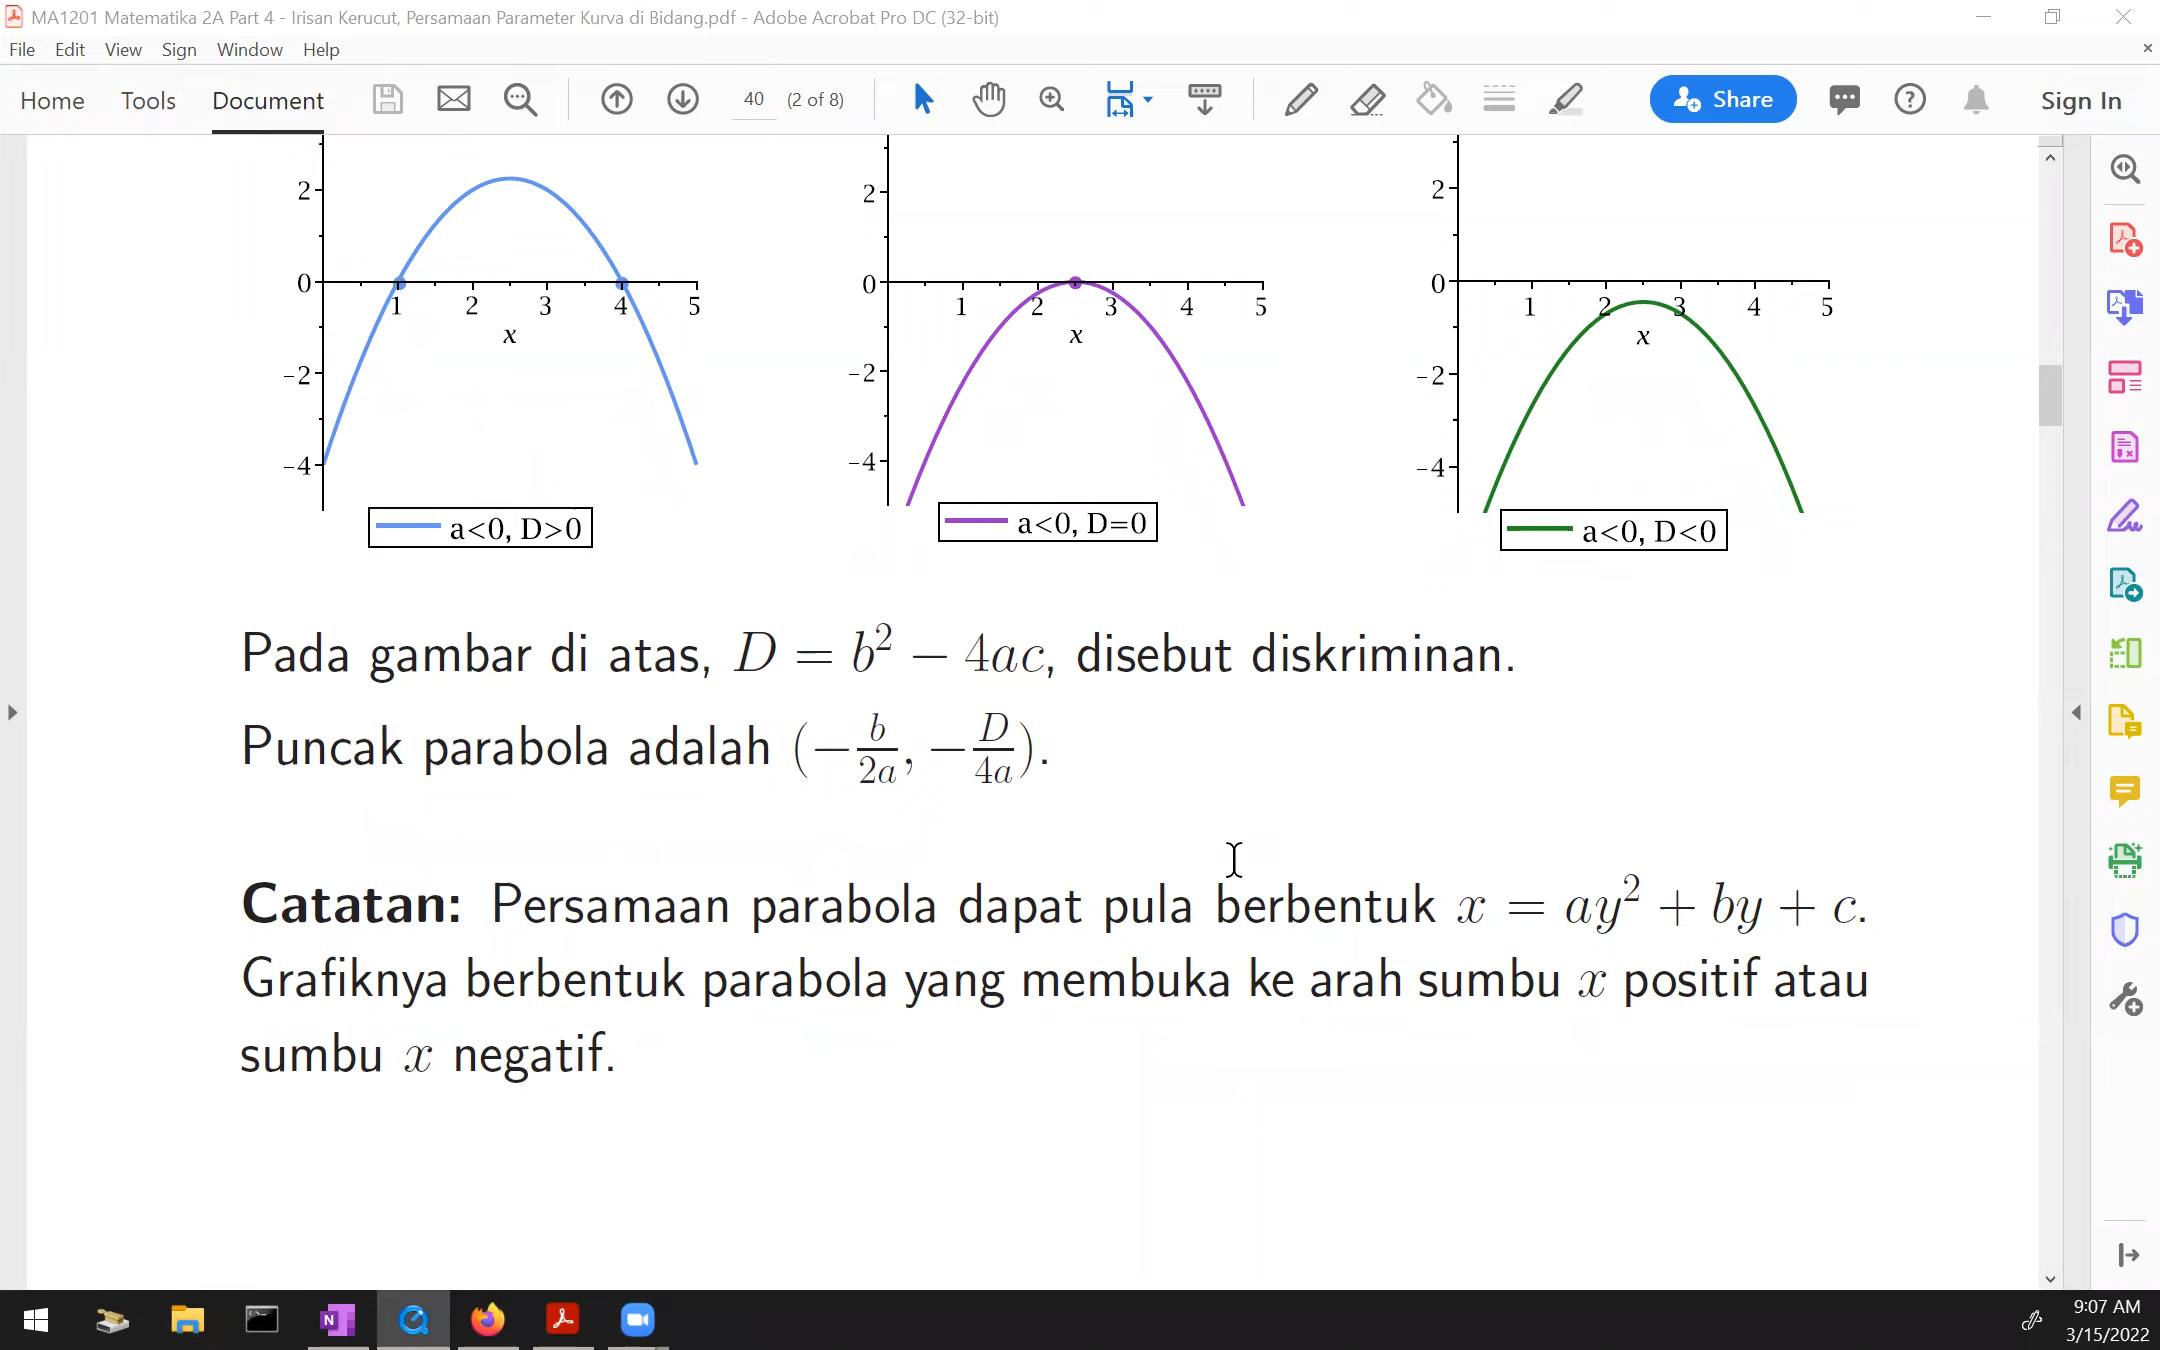 MA1201 Matematika 2A Part 4 - Irisan Kerucut, Persamaan Parameter Kurva di Bidang.pdf - Adobe Acrobat Pro DC (32-bit)
File Edit View Sign Window Help
Home Tools Document 40 (2 of 8) Share Sign In
2 2 2
0 0 0
1 2 3 4 5 1 2 3 4 5 1 2 3 4 5
x x x
−2 −2 −2
−4 −4 −4
a<0, D>0 a<0, D=0 a<0, D<0
Pada gambar di atas, D = b² − 4ac, disebut diskriminan.
Puncak parabola adalah (−b/2a, −D/4a).
Catatan: Persamaan parabola dapat pula berbentuk x = ay² + by + c.
Grafiknya berbentuk parabola yang membuka ke arah sumbu x positif atau
sumbu x negatif.
9:07 AM
3/15/2022